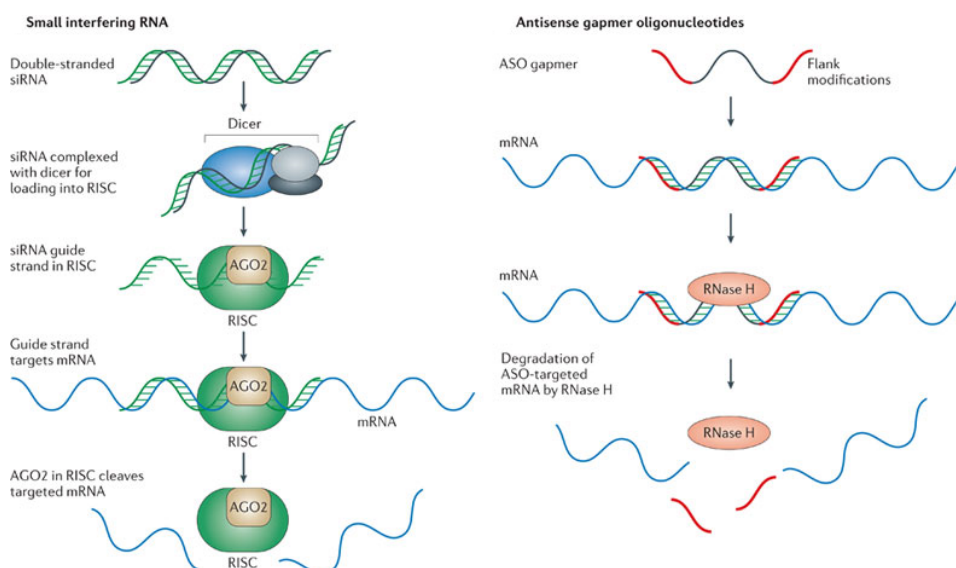 Small interfering RNA
Double-stranded
siRNA
Dicer
siRNA complexed
with dicer for
loading into RISC
siRNA guide
strand in RISC
AGO2
RISC
Guide strand
targets mRNA
AGO2
mRNA
RISC
AGO2 in RISC cleaves
targeted mRNA
AGO2
RISC
Antisense gapmer oligonucleotides
ASO gapmer
Flank
modifications
mRNA
mRNA
RNase H
Degradation of
ASO-targeted
mRNA by RNase H
RNase H